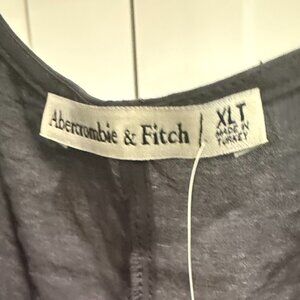 Abercrombie & Fitch / XLT
MADE IN
TURKEY